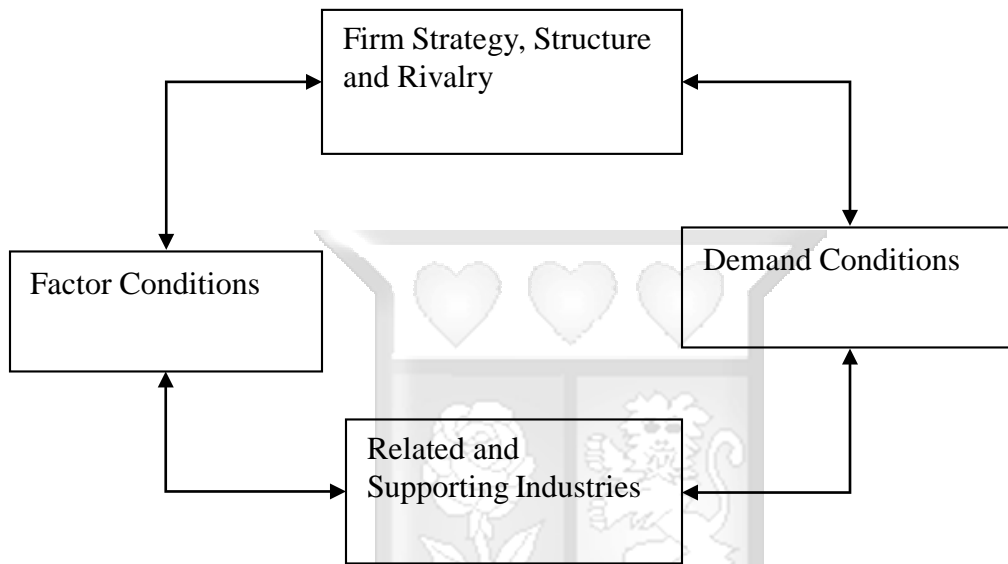 Firm Strategy, Structure
and Rivalry
Factor Conditions
Demand Conditions
Related and
Supporting Industries